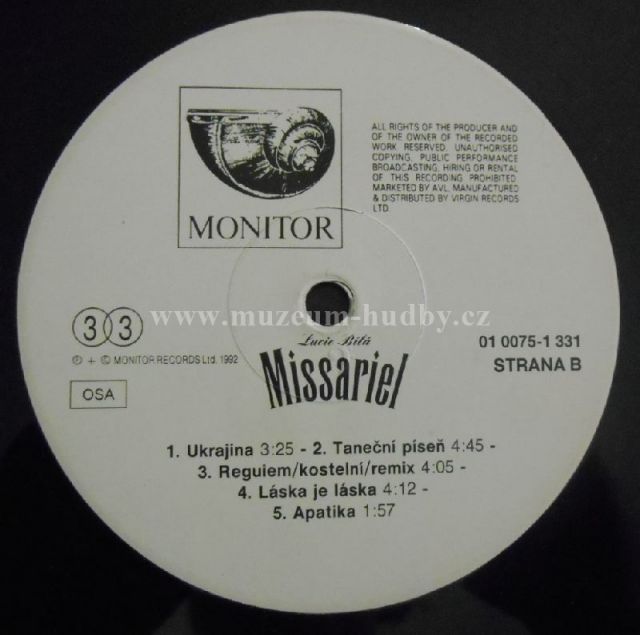 MONITOR
ALL RIGHTS OF THE PRODUCER AND
OF THE OWNER OF THE RECORDED
WORK RESERVED. UNAUTHORISED
COPYING, PUBLIC PERFORMANCE
BROADCASTING, HIRING OR RENTAL
OF THIS RECORDING PROHIBITED.
MARKETED BY AVL, MANUFACTURED
& DISTRIBUTED BY VIRGIN RECORDS
LTD.
www.muzeum-hudby.cz
33
℗ + © MONITOR RECORDS Ltd. 1992
OSA
01 0075-1 331
STRANA B
Lucie Bílá
Missariel
1. Ukrajina 3:25 - 2. Taneční píseň 4:45 -
3. Reguiem/kostelní/remix 4:05 -
4. Láska je láska 4:12 -
5. Apatika 1:57